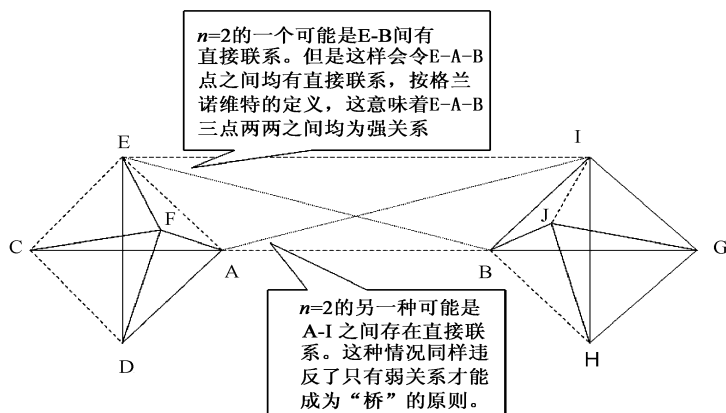 n=2的一个可能是E-B间有
直接联系。但是这样会令E-A-B
点之间均有直接联系，按格兰
诺维特的定义，这意味着E-A-B
三点两两之间均为强关系
E
I
F
J
C
A
B
G
n=2的另一种可能是
A-I 之间存在直接联
系。这种情况同样违
反了只有弱关系才能
成为“桥”的原则。
D
H